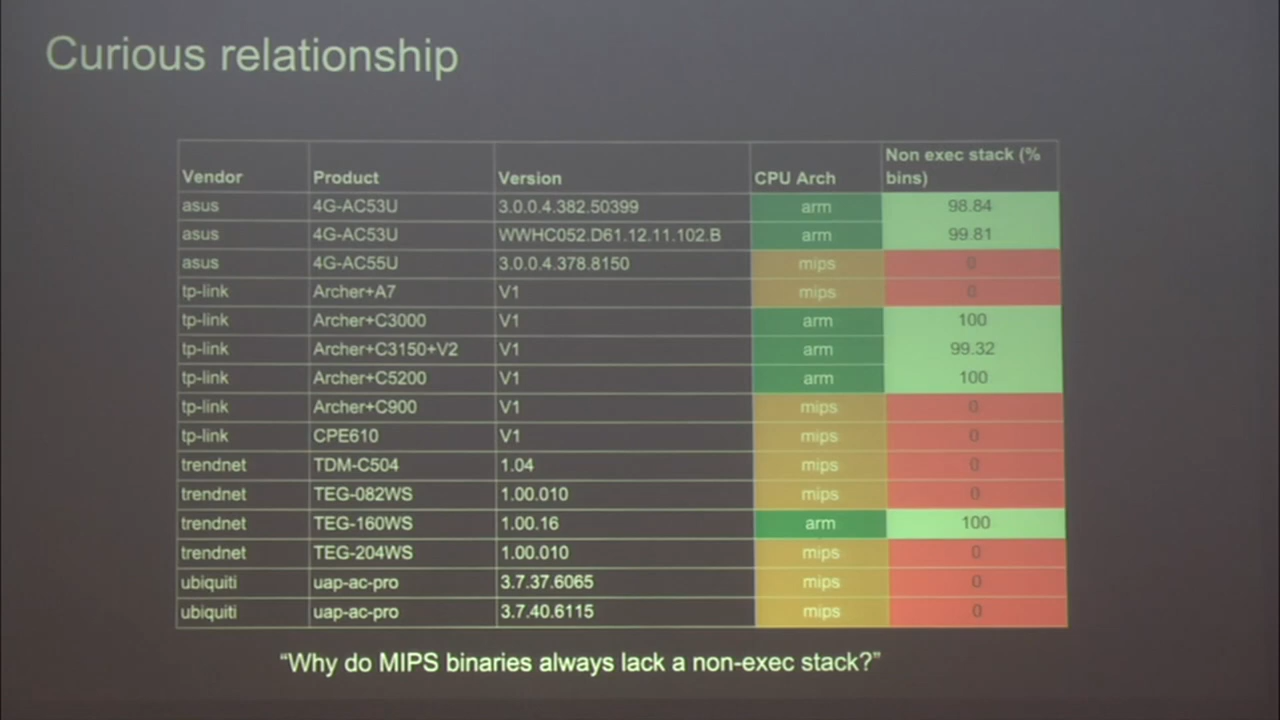 Curious relationship
Vendor Product Version CPU Arch Non exec stack (% bins)
asus 4G-AC53U 3.0.0.4.382.50399 arm 98.84
asus 4G-AC53U WWHC052.D61.12.11.102.B arm 99.81
asus 4G-AC55U 3.0.0.4.378.8150 mips 0
tp-link Archer+A7 V1 mips 0
tp-link Archer+C3000 V1 arm 100
tp-link Archer+C3150+V2 V1 arm 99.32
tp-link Archer+C5200 V1 arm 100
tp-link Archer+C900 V1 mips 0
tp-link CPE610 V1 mips 0
trendnet TDM-C504 1.04 mips 0
trendnet TEG-082WS 1.00.010 mips 0
trendnet TEG-160WS 1.00.16 arm 100
trendnet TEG-204WS 1.00.010 mips 0
ubiquiti uap-ac-pro 3.7.37.6065 mips 0
ubiquiti uap-ac-pro 3.7.40.6115 mips 0
“Why do MIPS binaries always lack a non-exec stack?”